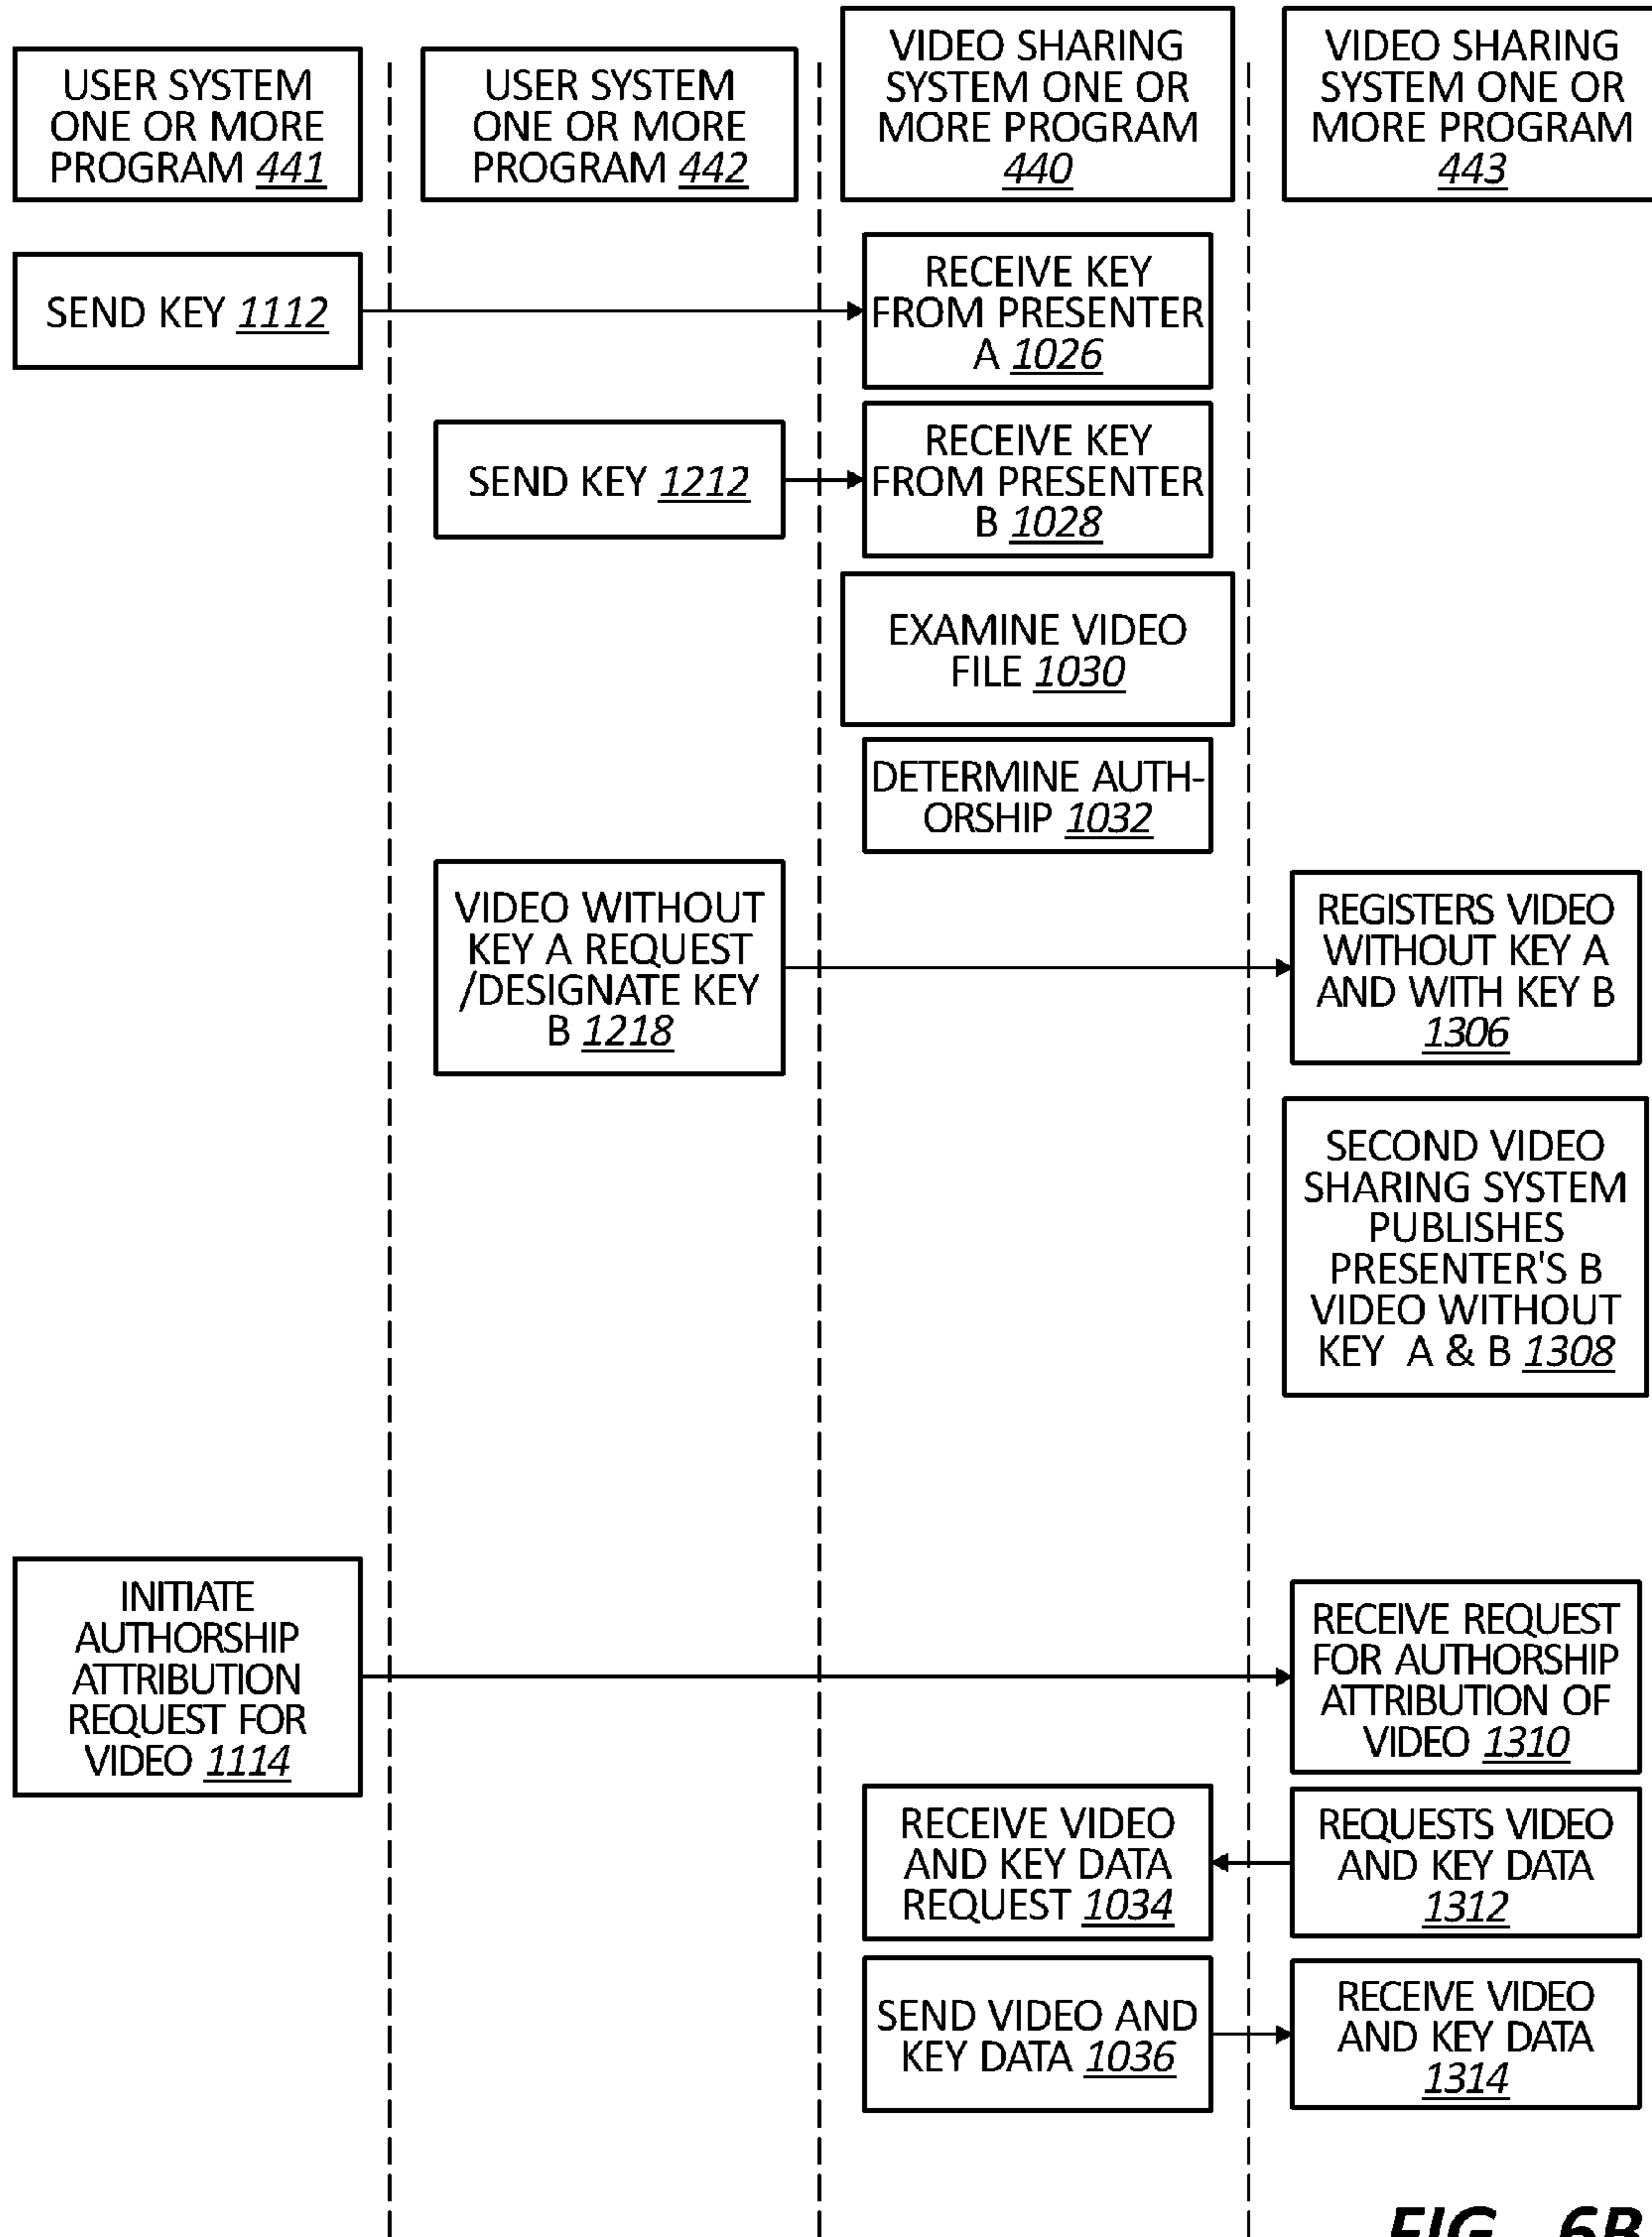 USER SYSTEM
ONE OR MORE
PROGRAM 441
USER SYSTEM
ONE OR MORE
PROGRAM 442
VIDEO SHARING
SYSTEM ONE OR
MORE PROGRAM
440
VIDEO SHARING
SYSTEM ONE OR
MORE PROGRAM
443
SEND KEY 1112
RECEIVE KEY
FROM PRESENTER
A 1026
SEND KEY 1212
RECEIVE KEY
FROM PRESENTER
B 1028
EXAMINE VIDEO
FILE 1030
DETERMINE AUTH-
ORSHIP 1032
VIDEO WITHOUT
KEY A REQUEST
/DESIGNATE KEY
B 1218
REGISTERS VIDEO
WITHOUT KEY A
AND WITH KEY B
1306
SECOND VIDEO
SHARING SYSTEM
PUBLISHES
PRESENTER'S B
VIDEO WITHOUT
KEY A & B 1308
INITIATE
AUTHORSHIP
ATTRIBUTION
REQUEST FOR
VIDEO 1114
RECEIVE REQUEST
FOR AUTHORSHIP
ATTRIBUTION OF
VIDEO 1310
RECEIVE VIDEO
AND KEY DATA
REQUEST 1034
REQUESTS VIDEO
AND KEY DATA
1312
SEND VIDEO AND
KEY DATA 1036
RECEIVE VIDEO
AND KEY DATA
1314
FIG. 6B